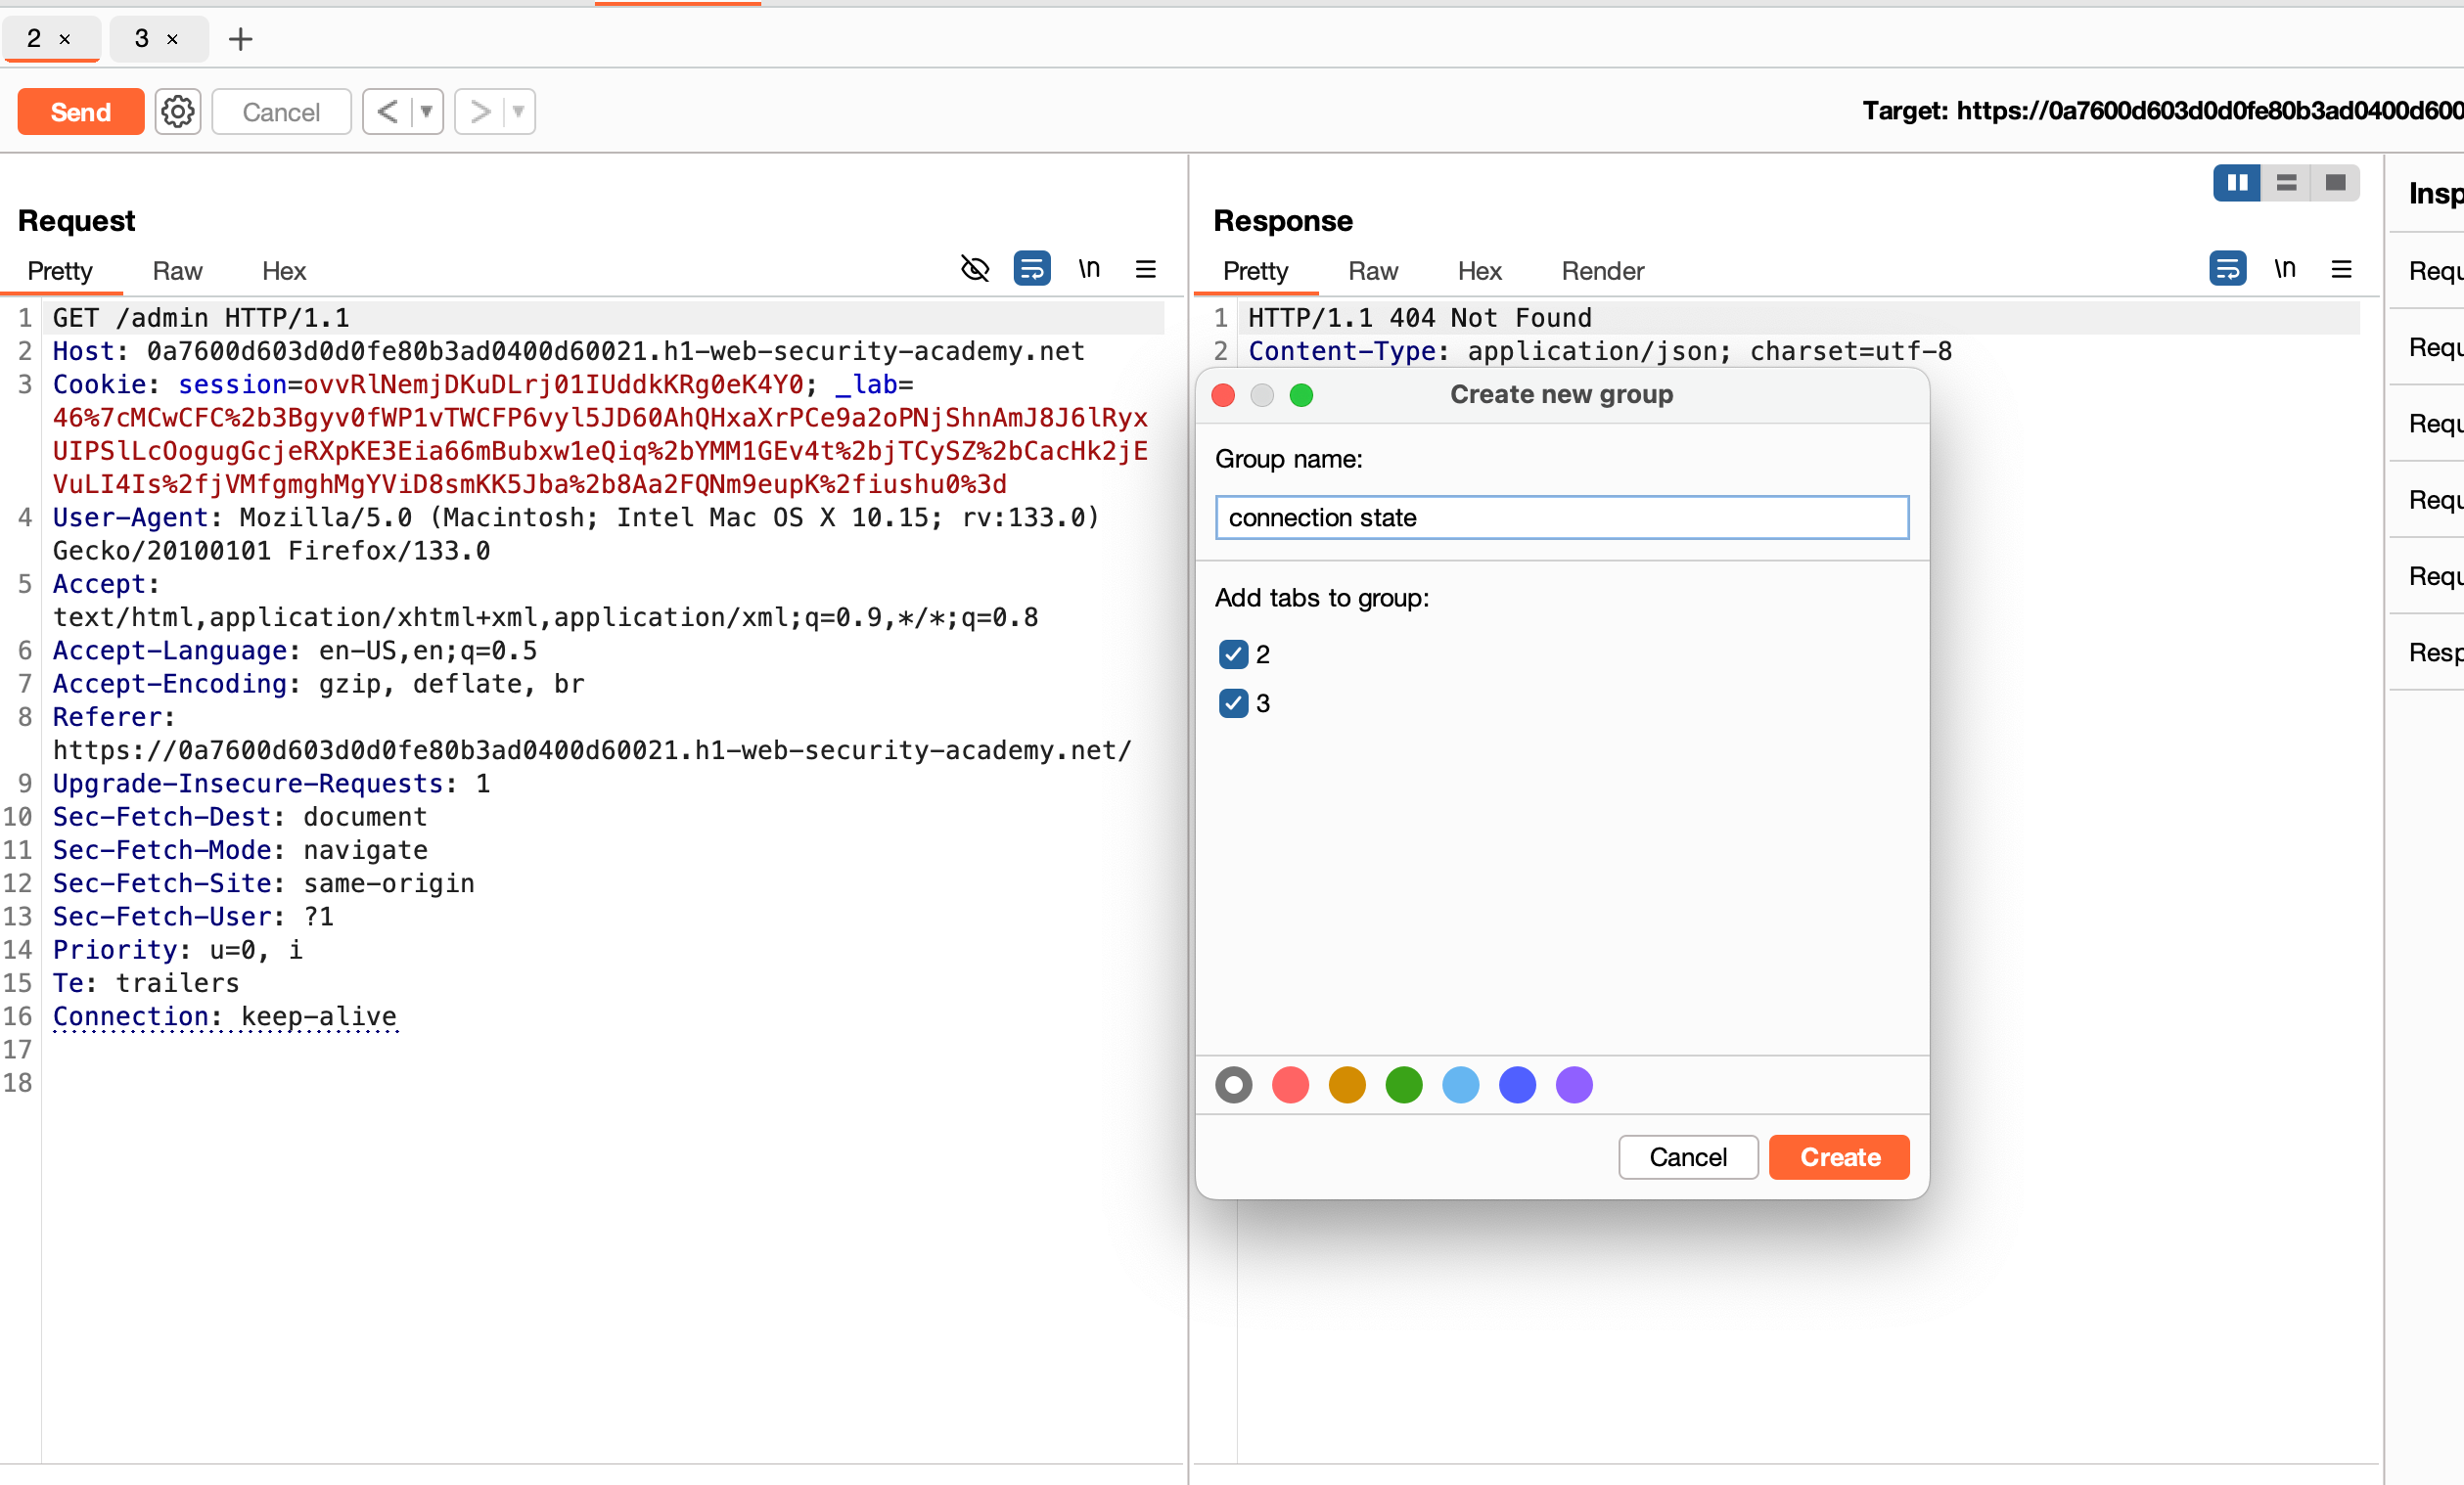 2 ×
3 ×
+
Send
Cancel
< ▼
> ▼
Target: https://0a7600d603d0d0fe80b3ad0400d600
Request
Pretty Raw Hex
\n
1 GET /admin HTTP/1.1
2 Host: 0a7600d603d0d0fe80b3ad0400d60021.h1-web-security-academy.net
3 Cookie: session=ovvRlNemjDKuDLrj01IUddkKRg0eK4Y0; _lab=
46%7cMCwCFC%2b3Bgyv0fWP1vTWCFP6vyl5JD60AhQHxaXrPCe9a2oPNjShnAmJ8J6lRyx
UIPSlLcOogugGcjeRXpKE3Eia66mBubxw1eQiq%2bYMM1GEv4t%2bjTCySZ%2bCacHk2jE
VuLI4Is%2fjVMfgmghMgYViD8smKK5Jba%2b8Aa2FQNm9eupK%2fiushu0%3d
4 User-Agent: Mozilla/5.0 (Macintosh; Intel Mac OS X 10.15; rv:133.0)
Gecko/20100101 Firefox/133.0
5 Accept:
text/html,application/xhtml+xml,application/xml;q=0.9,*/*;q=0.8
6 Accept-Language: en-US,en;q=0.5
7 Accept-Encoding: gzip, deflate, br
8 Referer:
https://0a7600d603d0d0fe80b3ad0400d60021.h1-web-security-academy.net/
9 Upgrade-Insecure-Requests: 1
10 Sec-Fetch-Dest: document
11 Sec-Fetch-Mode: navigate
12 Sec-Fetch-Site: same-origin
13 Sec-Fetch-User: ?1
14 Priority: u=0, i
15 Te: trailers
16 Connection: keep-alive
17
18
Response
Pretty Raw Hex Render
\n
1 HTTP/1.1 404 Not Found
2 Content-Type: application/json; charset=utf-8
Create new group
Group name:
connection state
Add tabs to group:
2
3
Cancel
Create
Insp
Requ
Requ
Requ
Requ
Requ
Resp